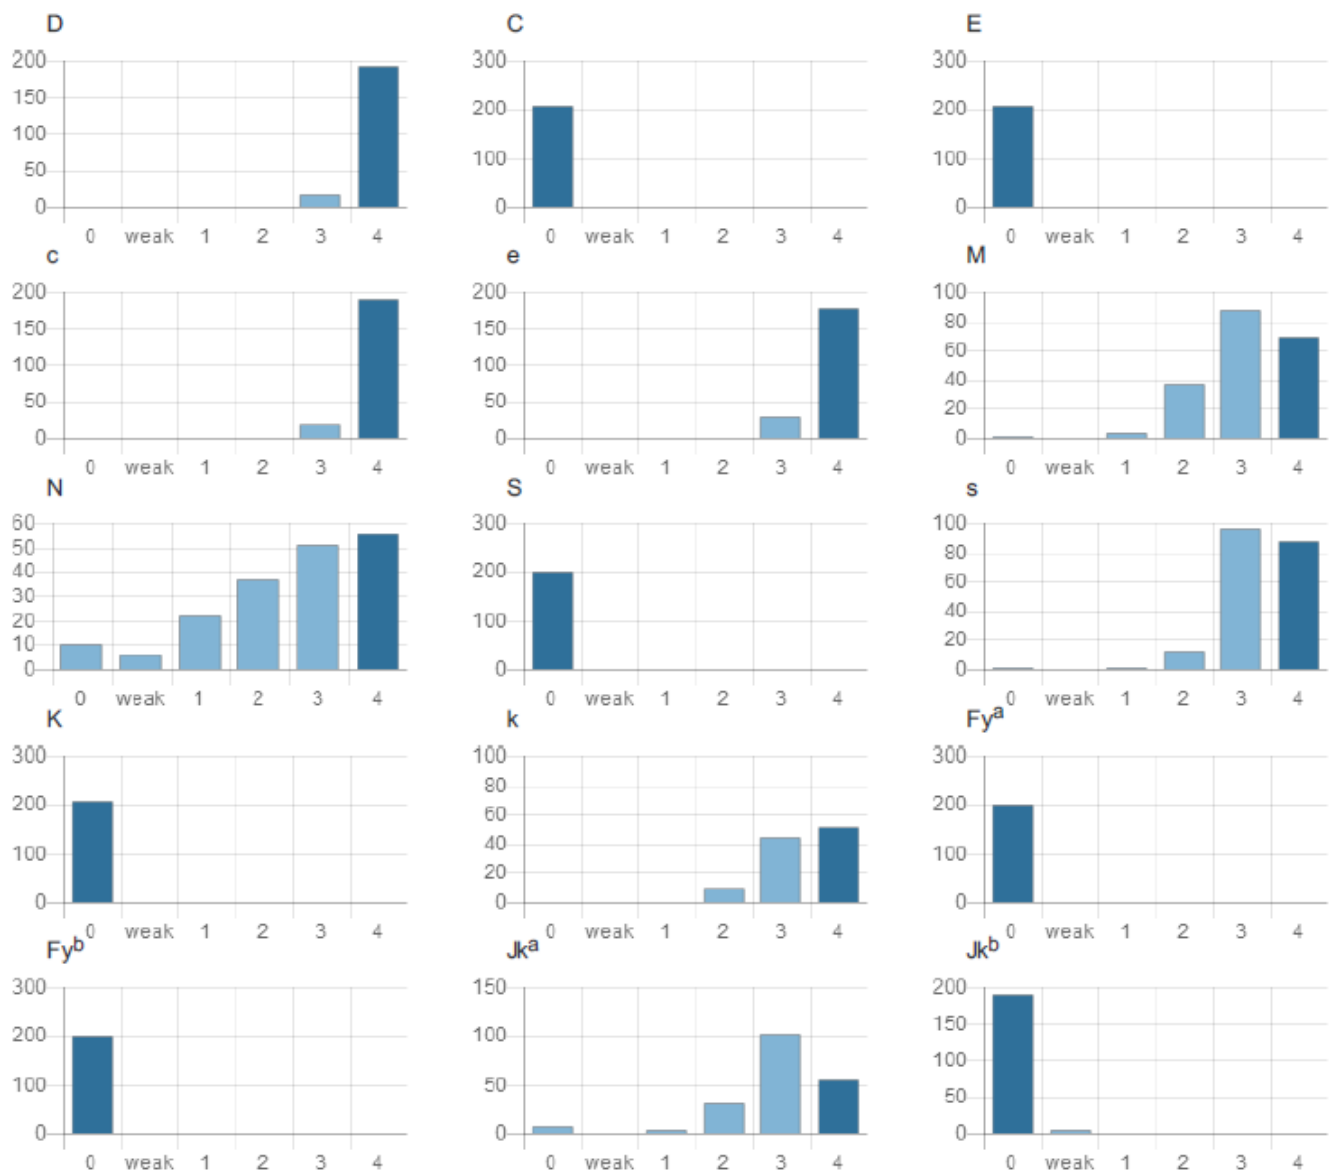 D C E
200 300 300
150 200 200
100 100 100
50 0 0
0
0 weak 1 2 3 4 0 weak 1 2 3 4 0 weak 1 2 3 4
c e M
200 200 100
150 150 80
100 100 60
50 50 40
0 0 20
0
0 weak 1 2 3 4 0 weak 1 2 3 4 0 weak 1 2 3 4
N S s
60 300 100
50 200 80
40 100 60
30 0 40
20 20
10 0
0
0 weak 1 2 3 4 0 weak 1 2 3 4 0 weak 1 2 3 4
K k Fyª
300 100 300
200 80 200
100 60 100
0 40 0
20
0
0 weak 1 2 3 4 0 weak 1 2 3 4 0 weak 1 2 3 4
Fyᵇ Jkª Jkᵇ
300 150 200
200 100 150
100 50 100
0 0 50
0
0 weak 1 2 3 4 0 weak 1 2 3 4 0 weak 1 2 3 4